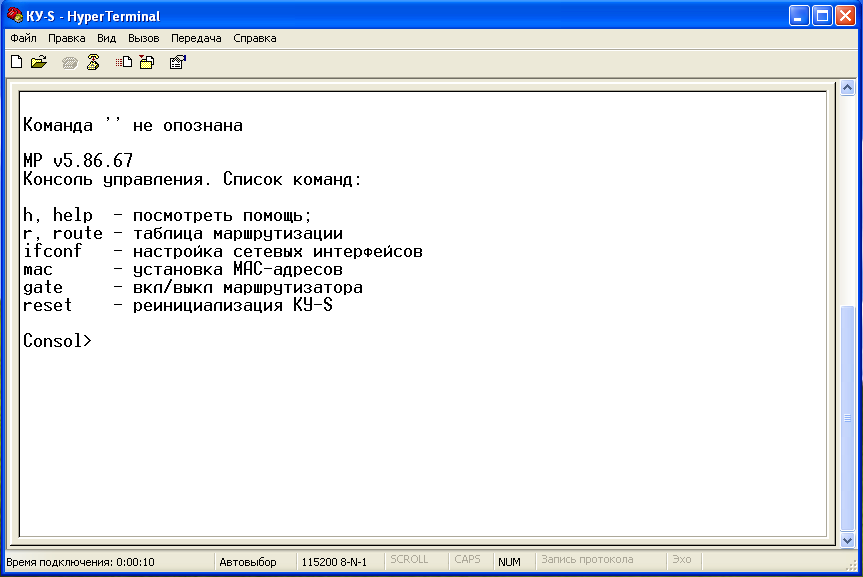 КУ-S - HyperTerminal
Файл Правка Вид Вызов Передача Справка
Команда '' не опознана
MP v5.86.67
Консоль управления. Список команд:
h, help - посмотреть помощь;
r, route - таблица маршрутизации
ifconf - настройка сетевых интерфейсов
mac - установка MAC-адресов
gate - вкл/выкл маршрутизатора
reset - реинициализация КУ-S
Consol>
Время подключения: 0:00:10 Автовыбор 115200 8-N-1 SCROLL CAPS NUM Запись протокола Эхо